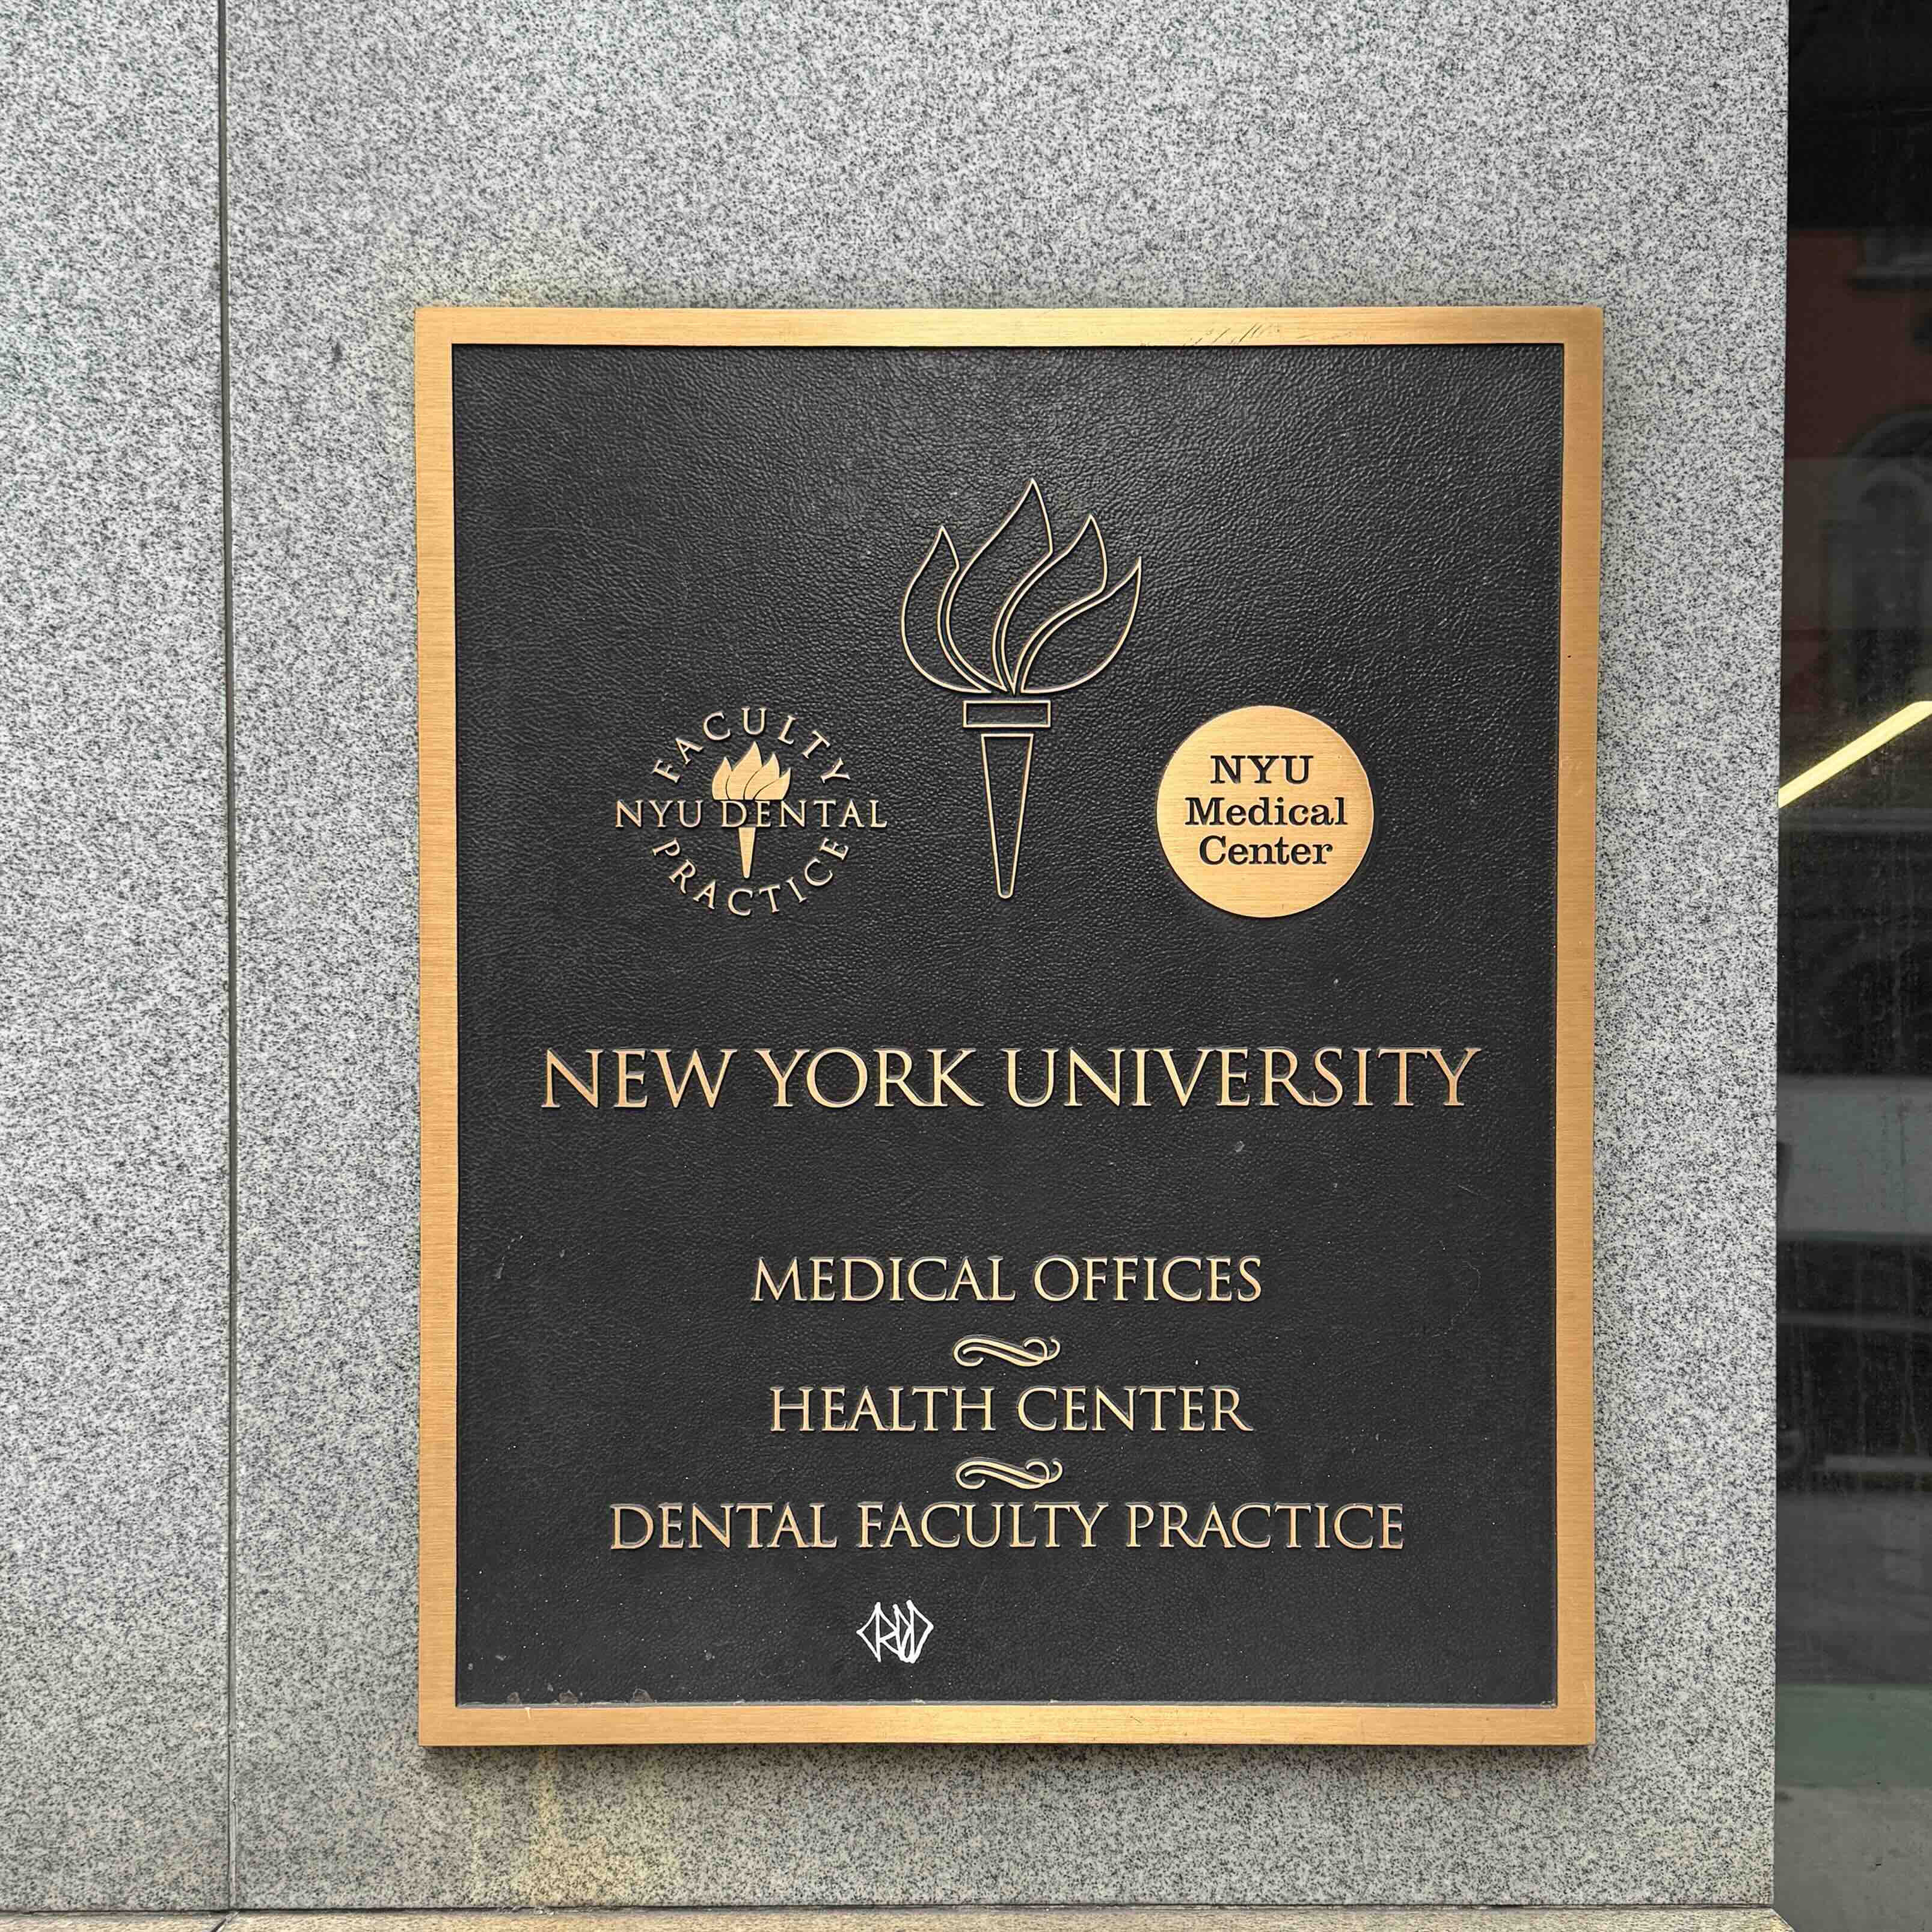 FACULTY
NYU DENTAL
PRACTICE
NYU
Medical
Center
NEW YORK UNIVERSITY
MEDICAL OFFICES
HEALTH CENTER
DENTAL FACULTY PRACTICE